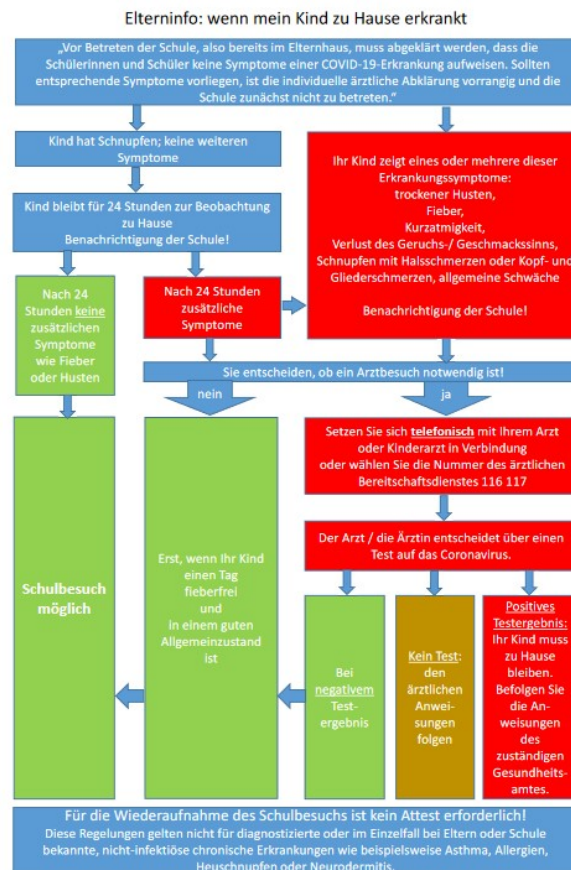 Elterninfo: wenn mein Kind zu Hause erkrankt
„Vor Betreten der Schule, also bereits im Elternhaus, muss abgeklärt werden, dass die
Schülerinnen und Schüler keine Symptome einer COVID-19-Erkrankung aufweisen. Sollten
entsprechende Symptome vorliegen, ist die individuelle ärztliche Abklärung vorrangig und die
Schule zunächst nicht zu betreten.“
Kind hat Schnupfen; keine weiteren
Symptome
Kind bleibt für 24 Stunden zur Beobachtung
zu Hause
Benachrichtigung der Schule!
Ihr Kind zeigt eines oder mehrere dieser
Erkrankungssymptome:
trockener Husten,
Fieber,
Kurzatmigkeit,
Verlust des Geruchs-/ Geschmackssinns,
Schnupfen mit Halsschmerzen oder Kopf- und
Gliederschmerzen, allgemeine Schwäche
Benachrichtigung der Schule!
Nach 24
Stunden keine
zusätzlichen
Symptome
wie Fieber
oder Husten
Nach 24 Stunden
zusätzliche
Symptome
Sie entscheiden, ob ein Arztbesuch notwendig ist!
nein
ja
Setzen Sie sich telefonisch mit Ihrem Arzt
oder Kinderarzt in Verbindung
oder wählen Sie die Nummer des ärztlichen
Bereitschaftsdienstes 116 117
Der Arzt / die Ärztin entscheidet über einen
Test auf das Coronavirus.
Schulbesuch
möglich
Erst, wenn Ihr Kind
einen Tag
fieberfrei
und
in einem guten
Allgemeinzustand
ist
Bei
negativem
Test-
ergebnis
Kein Test:
den
ärztlichen
Anwei-
sungen
folgen
Positives
Testergebnis:
Ihr Kind muss
zu Hause
bleiben.
Befolgen Sie
die An-
weisungen
des
zuständigen
Gesundheits-
amtes.
Für die Wiederaufnahme des Schulbesuchs ist kein Attest erforderlich!
Diese Regelungen gelten nicht für diagnostizierte oder im Einzelfall bei Eltern oder Schule
bekannte, nicht-infektiöse chronische Erkrankungen wie beispielsweise Asthma, Allergien,
Heuschnupfen oder Neurodermitis.